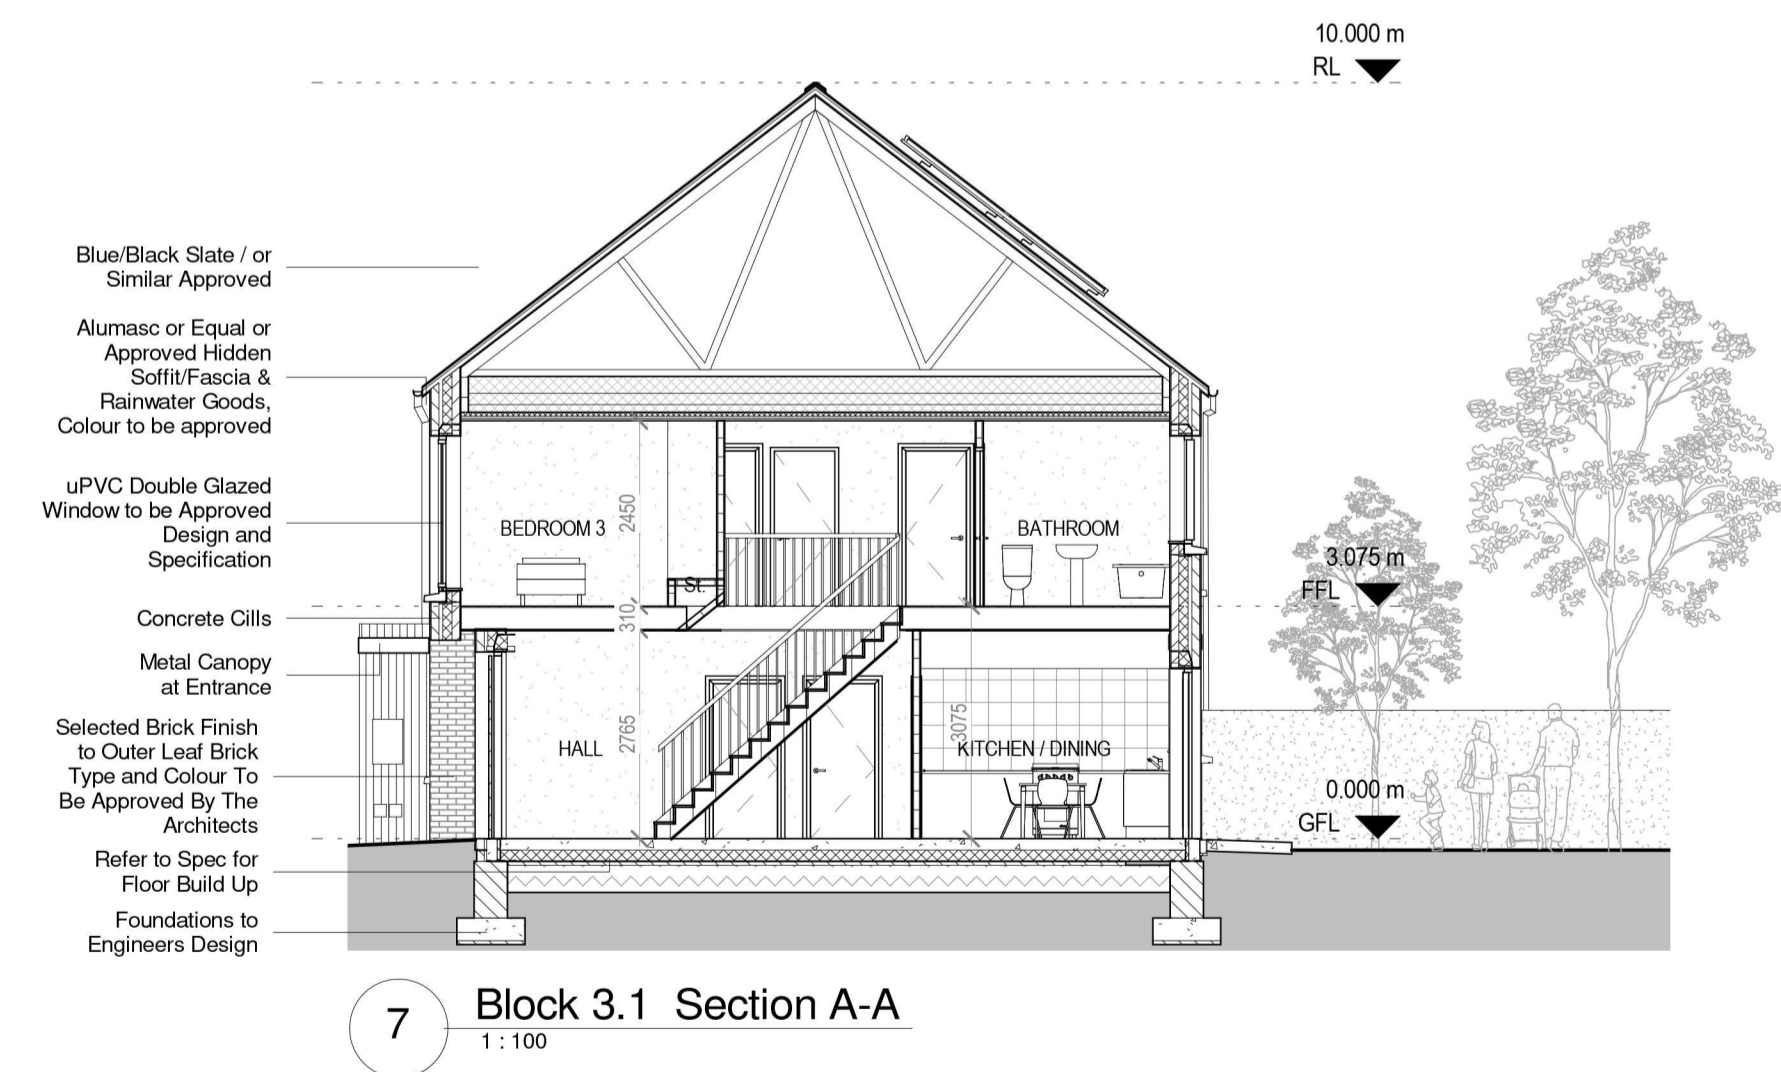 10.000 m
RL
Blue/Black Slate / or
Similar Approved
Alumasc or Equal or
Approved Hidden
Soffit/Fascia &
Rainwater Goods,
Colour to be approved
uPVC Double Glazed
Window to be Approved
Design and
Specification
BEDROOM 3
2450
BATHROOM
St.
3.075 m
FFL
310
Concrete Cills
Metal Canopy
at Entrance
Selected Brick Finish
to Outer Leaf Brick
Type and Colour To
Be Approved By The
Architects
HALL
2765
3075
KITCHEN / DINING
0.000 m
GFL
Refer to Spec for
Floor Build Up
Foundations to
Engineers Design
7
Block 3.1 Section A-A
1 : 100